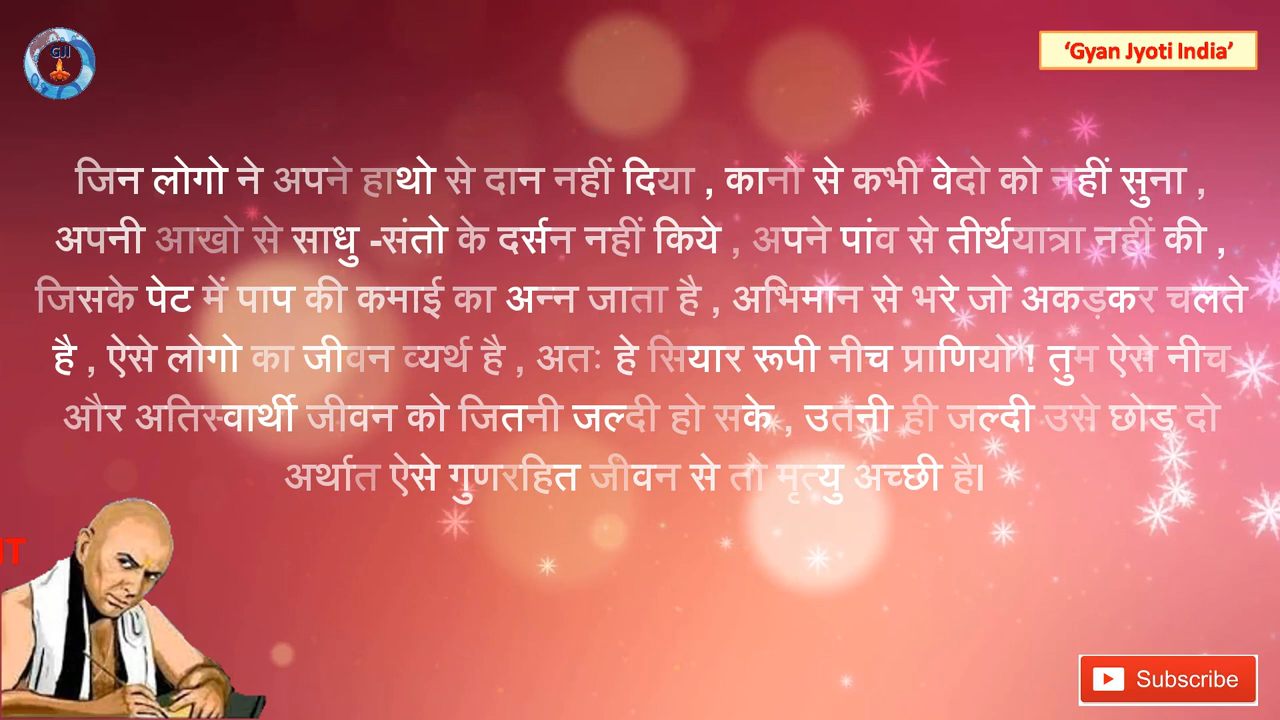 GJI
‘Gyan Jyoti India’
जिन लोगो ने अपने हाथो से दान नहीं दिया , कानो से कभी वेदो को नहीं सुना ,
अपनी आखो से साधु -संतो के दर्सन नहीं किये , अपने पांव से तीर्थयात्रा नहीं की ,
जिसके पेट में पाप की कमाई का अन्न जाता है , अभिमान से भरे जो अकड़कर चलते
है , ऐसे लोगो का जीवन व्यर्थ है , अतः हे सियार रूपी नीच प्राणियों ! तुम ऐसे नीच
और अतिस्वार्थी जीवन को जितनी जल्दी हो सके , उतनी ही जल्दी उसे छोड़ दो
अर्थात ऐसे गुणरहित जीवन से तो मृत्यु अच्छी है।
Subscribe